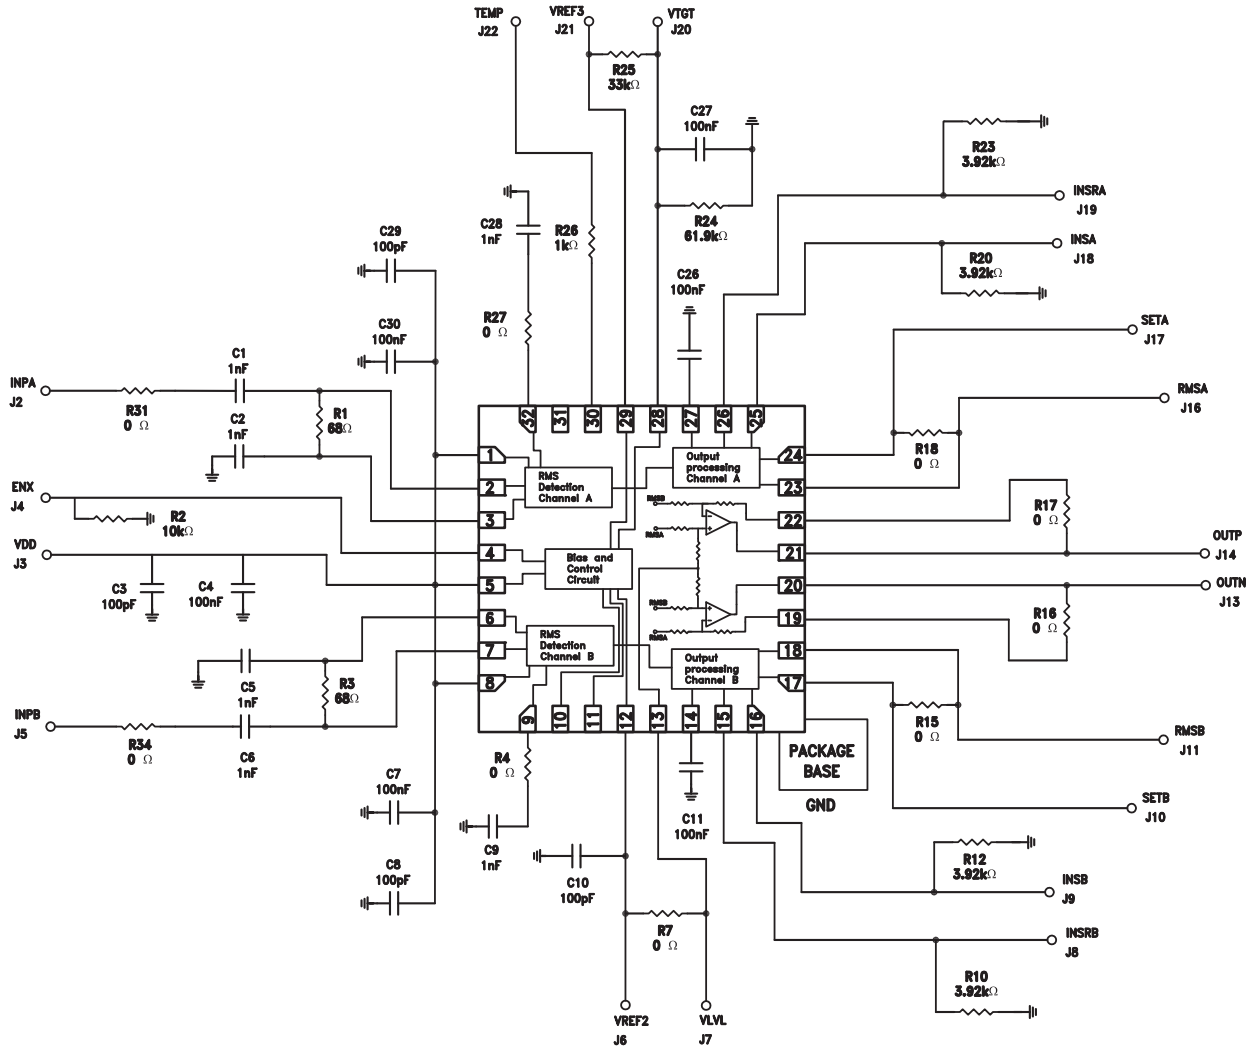 TEMP
J22
VREF3
J21
VTGT
J20
R25
33kΩ
C27
100nF
R23
3.92kΩ
INSRA
J19
C28
1nF
R26
1kΩ
R24
61.9kΩ
C29
100pF
INSA
J18
R20
3.92kΩ
C26
100nF
R27
0 Ω
C30
100nF
SETA
J17
C1
1nF
INPA
J2
R31
0 Ω
R1
68Ω
C2
1nF
RMSA
J16
32
31
30
29
28
27
26
25
R18
0 Ω
1
2
3
4
5
6
7
8
RMS
Detection
Channel A
Output
processing
Channel A
24
23
22
21
20
19
18
17
ENX
J4
R2
10kΩ
VDD
J3
RMSB
RMSA
R17
0 Ω
OUTP
J14
C3
100pF
C4
100nF
Bias and
Control
Circuit
OUTN
J13
RMSB
RMSA
R16
0 Ω
RMS
Detection
Channel B
Output
processing
Channel B
C5
1nF
R3
68Ω
INPB
J5
R34
0 Ω
C6
1nF
9
10
11
12
13
14
15
16
R15
0 Ω
RMSB
J11
R4
0 Ω
PACKAGE
BASE
GND
C7
100nF
SETB
J10
C9
1nF
C11
100nF
C8
100pF
C10
100pF
R12
3.92kΩ
INSB
J9
R7
0 Ω
INSRB
J8
R10
3.92kΩ
VREF2
J6
VLVL
J7